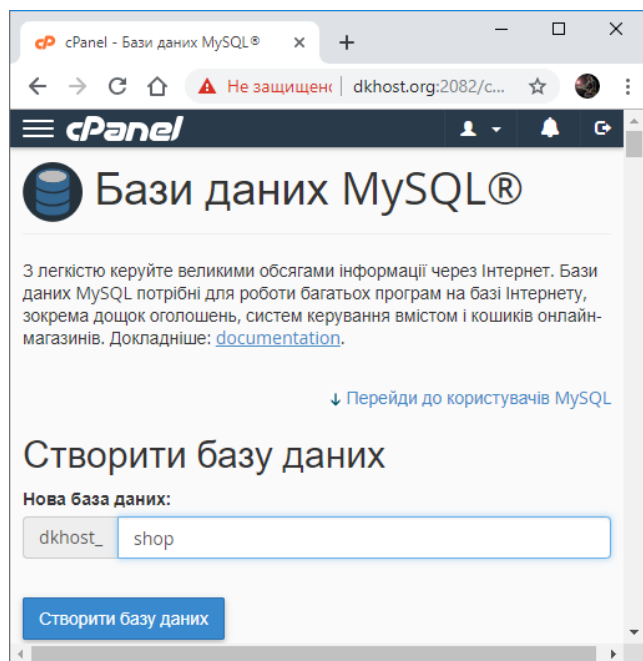 cPanel - Бази даних MySQL®
Не защищено dkhost.org:2082/c...
cPanel
Бази даних MySQL®
З легкістю керуйте великими обсягами інформації через Інтернет. Бази
даних MySQL потрібні для роботи багатьох програм на базі Інтернету,
зокрема дощок оголошень, систем керування вмістом і кошиків онлайн-
магазинів. Докладніше: documentation.
Перейди до користувачів MySQL
Створити базу даних
Нова база даних:
dkhost_ shop
Створити базу даних